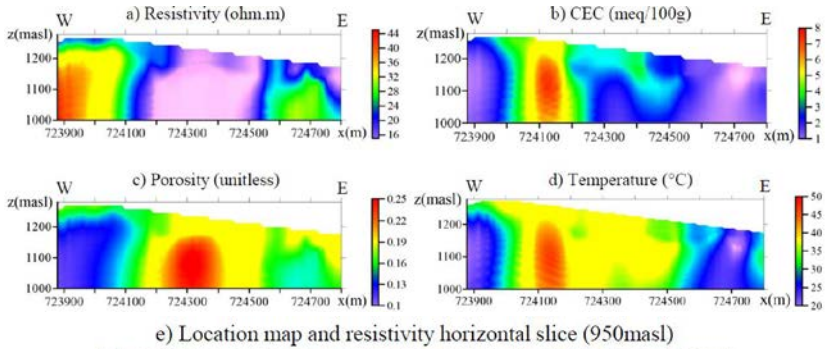 a) Resistivity (ohm.m)
W
E
z(masl)
1200
1100
1000
723900
724100
724300
724500
724700
x(m)
44
40
36
32
28
24
20
16
b) CEC (meq/100g)
W
E
z(masl)
1200
1100
1000
723900
724100
724300
724500
724700
x(m)
8
7
6
5
4
3
2
1
c) Porosity (unitless)
W
E
z(masl)
1200
1100
1000
723900
724100
724300
724500
724700
x(m)
0.25
0.22
0.19
0.16
0.13
0.1
d) Temperature (°C)
W
E
z(masl)
1200
1100
1000
723900
724100
724300
724500
724700
x(m)
50
45
40
35
30
25
20
e) Location map and resistivity horizontal slice (950masl)